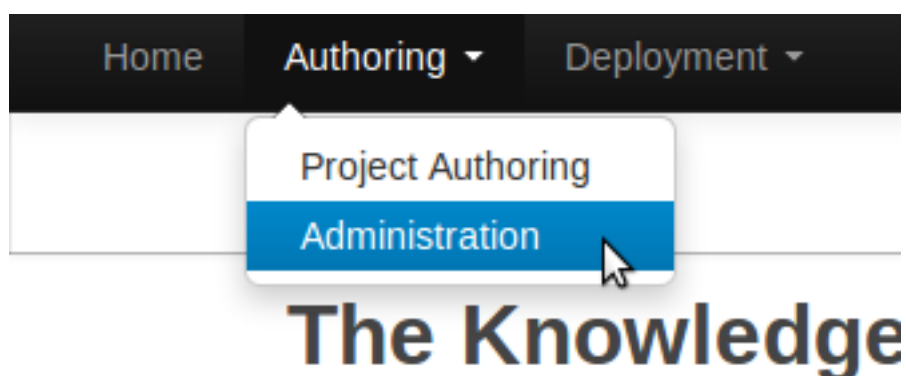 Home Authoring Deployment
Project Authoring
Administration
The Knowledge